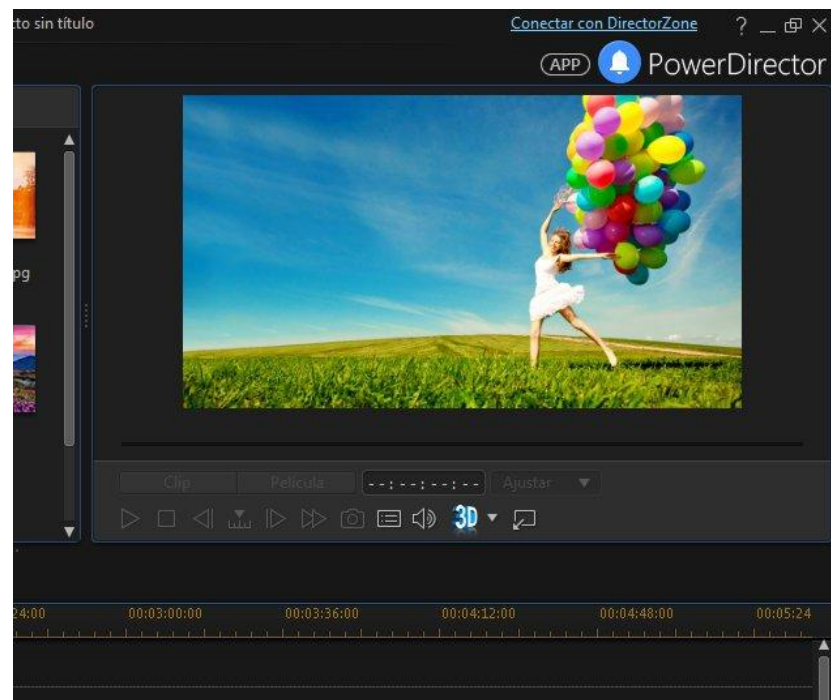 cto sin título
Conectar con DirectorZone
?
APP PowerDirector
pg
Clip Película --:--:--:-- Ajustar
3D
24:00 00:03:00:00 00:03:36:00 00:04:12:00 00:04:48:00 00:05:24